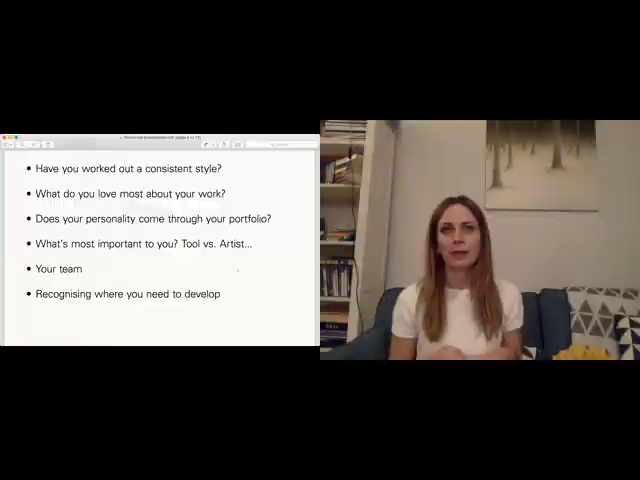 • Have you worked out a consistent style?
• What do you love most about your work?
• Does your personality come through your portfolio?
• What's most important to you? Tool vs. Artist...
• Your team
• Recognising where you need to develop